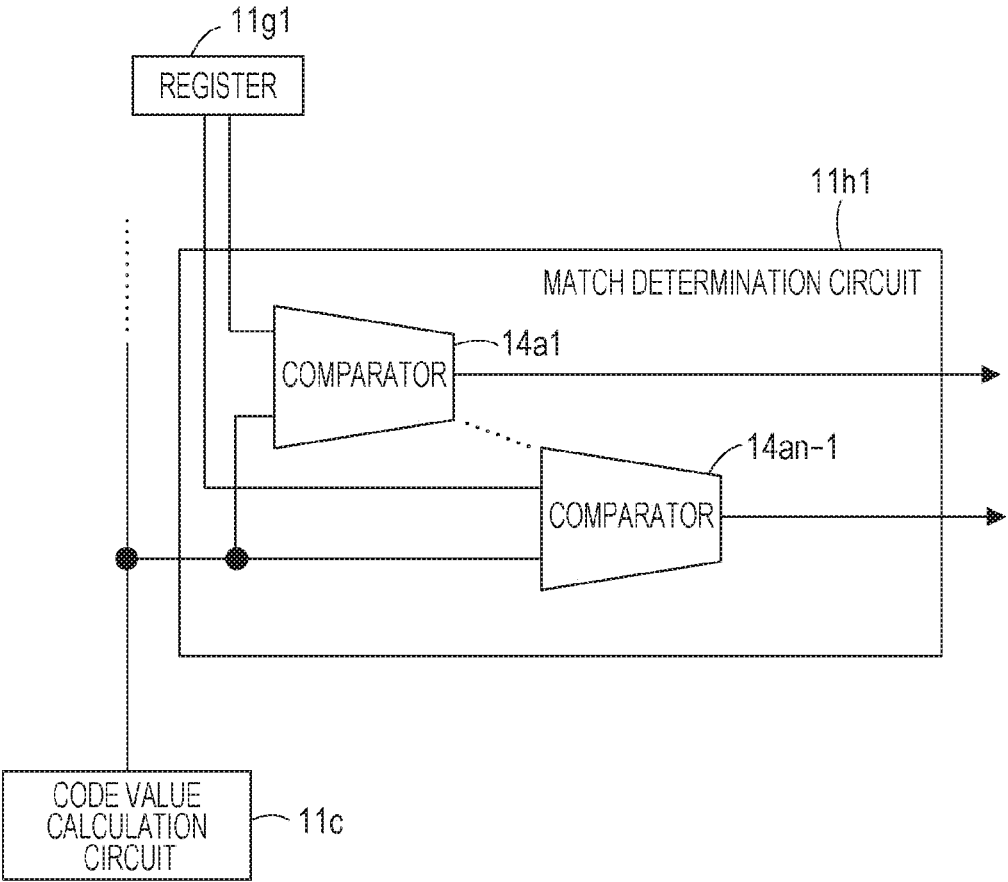 11g1
REGISTER
11h1
MATCH DETERMINATION CIRCUIT
14a1
COMPARATOR
14an-1
COMPARATOR
CODE VALUE
CALCULATION
CIRCUIT
11c